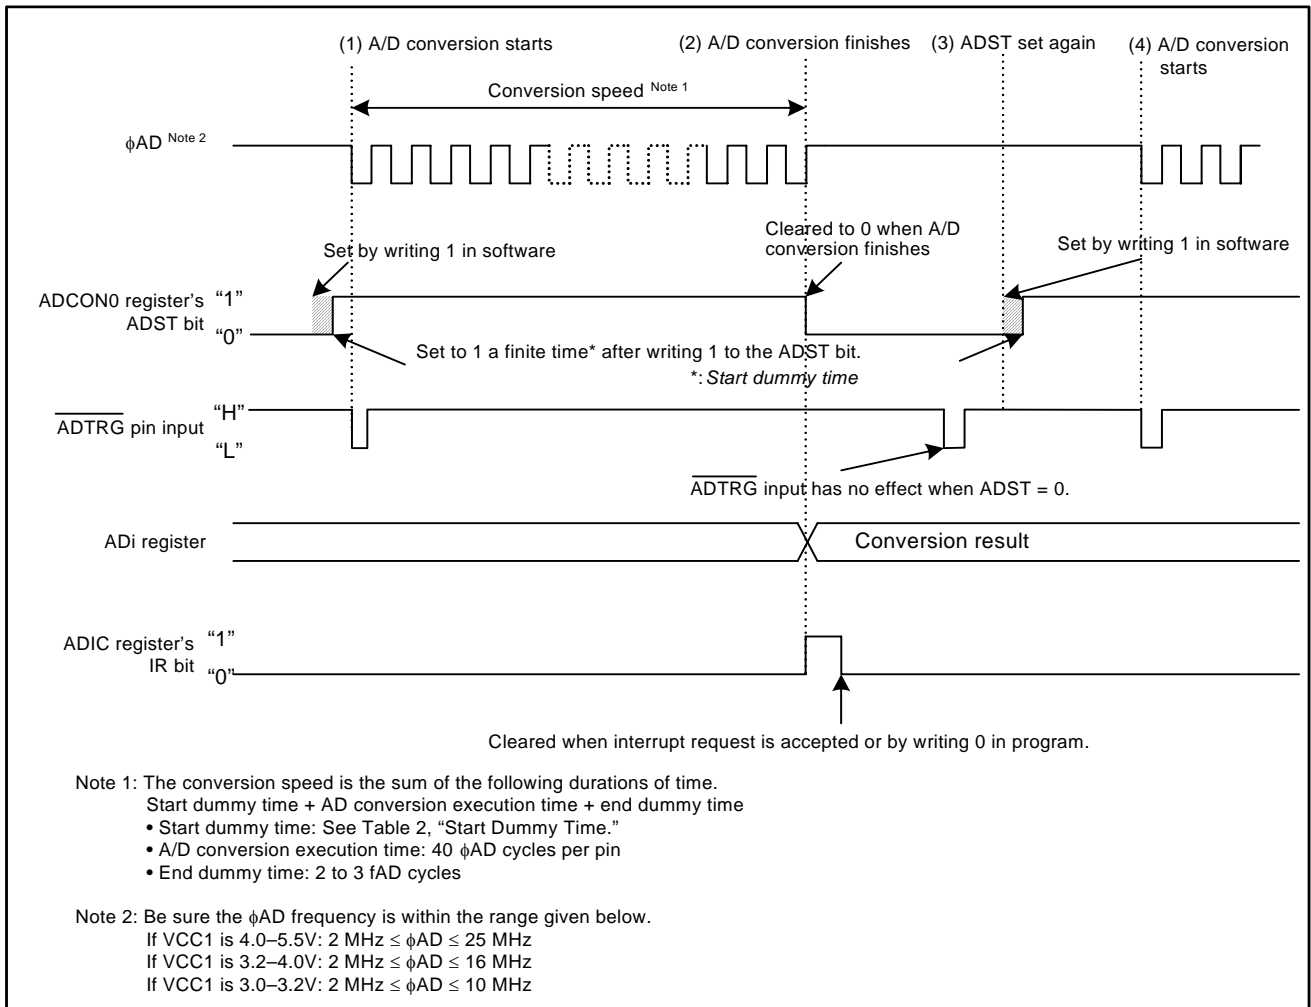 (1) A/D conversion starts
(2) A/D conversion finishes
(3) ADST set again
(4) A/D conversion
starts
Conversion speed Note 1
ϕAD Note 2
Set by writing 1 in software
Cleared to 0 when A/D
conversion finishes
Set by writing 1 in software
ADCON0 register's
ADST bit
“1”
“0”
Set to 1 a finite time* after writing 1 to the ADST bit.
*: Start dummy time
ADTRG pin input
“H”
“L”
ADTRG input has no effect when ADST = 0.
ADi register
Conversion result
ADIC register's
IR bit
“1”
“0”
Cleared when interrupt request is accepted or by writing 0 in program.
Note 1: The conversion speed is the sum of the following durations of time.
Start dummy time + AD conversion execution time + end dummy time
• Start dummy time: See Table 2, “Start Dummy Time.”
• A/D conversion execution time: 40 ϕAD cycles per pin
• End dummy time: 2 to 3 fAD cycles
Note 2: Be sure the ϕAD frequency is within the range given below.
If VCC1 is 4.0–5.5V: 2 MHz ≤ ϕAD ≤ 25 MHz
If VCC1 is 3.2–4.0V: 2 MHz ≤ ϕAD ≤ 16 MHz
If VCC1 is 3.0–3.2V: 2 MHz ≤ ϕAD ≤ 10 MHz